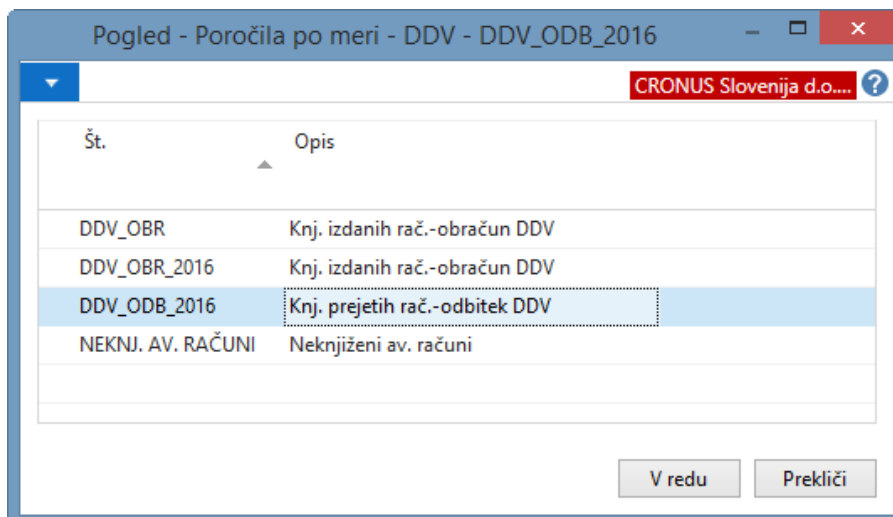 Pogled - Poročila po meri - DDV - DDV_ODB_2016
CRONUS Slovenija d.o....
Št. Opis
DDV_OBR Knj. izdanih rač.-obračun DDV
DDV_OBR_2016 Knj. izdanih rač.-obračun DDV
DDV_ODB_2016 Knj. prejetih rač.-odbitek DDV
NEKNJ. AV. RAČUNI Neknjiženi av. računi
V redu Prekliči